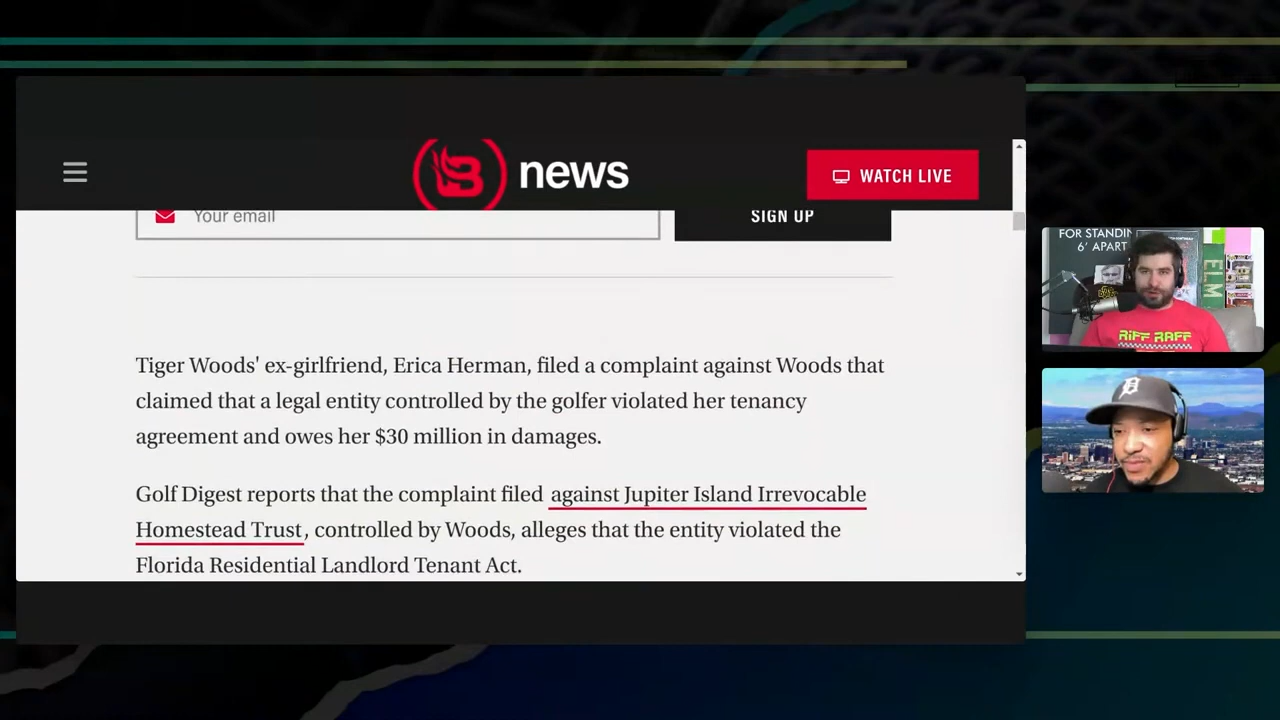 news
WATCH LIVE
Your email
SIGN UP
Tiger Woods' ex-girlfriend, Erica Herman, filed a complaint against Woods that
claimed that a legal entity controlled by the golfer violated her tenancy
agreement and owes her $30 million in damages.
Golf Digest reports that the complaint filed against Jupiter Island Irrevocable
Homestead Trust, controlled by Woods, alleges that the entity violated the
Florida Residential Landlord Tenant Act.
FOR STANDIN
6' APART
ELM
RiFF RAFF
D